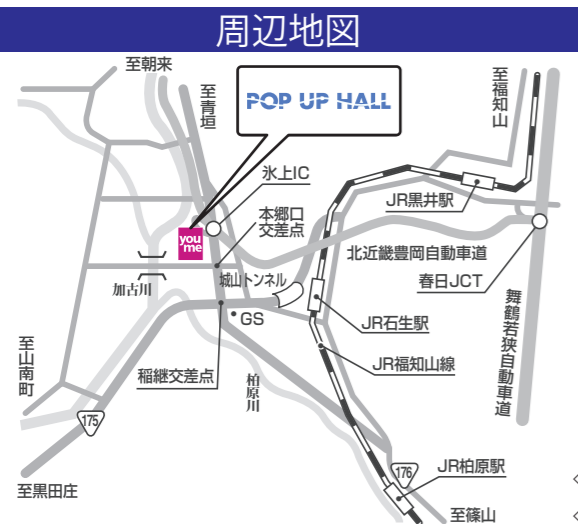 周辺地図
至朝来
至青垣
POP UP HALL
至福知山
氷上IC
JR黒井駅
本郷口
交差点
you
me
北近畿豊岡自動車道
城山トンネル
春日JCT
加古川
GS
JR石生駅
舞鶴若狭自動車道
至山南町
稲継交差点
柏原川
JR福知山線
175
176
JR柏原駅
至黒田庄
至篠山